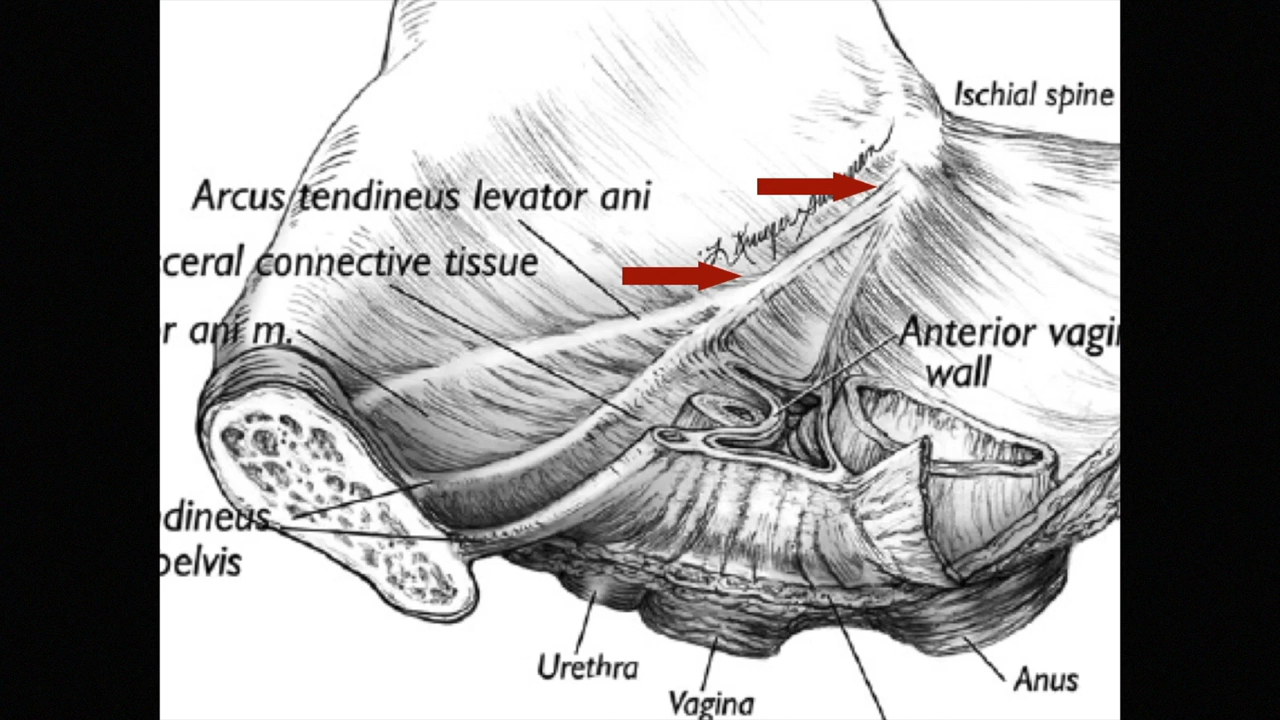 Ischial spine
Arcus tendineus levator ani
ceral connective tissue
r ani m.
Anterior vagi
wall
dineus
pelvis
Urethra
Vagina
Anus